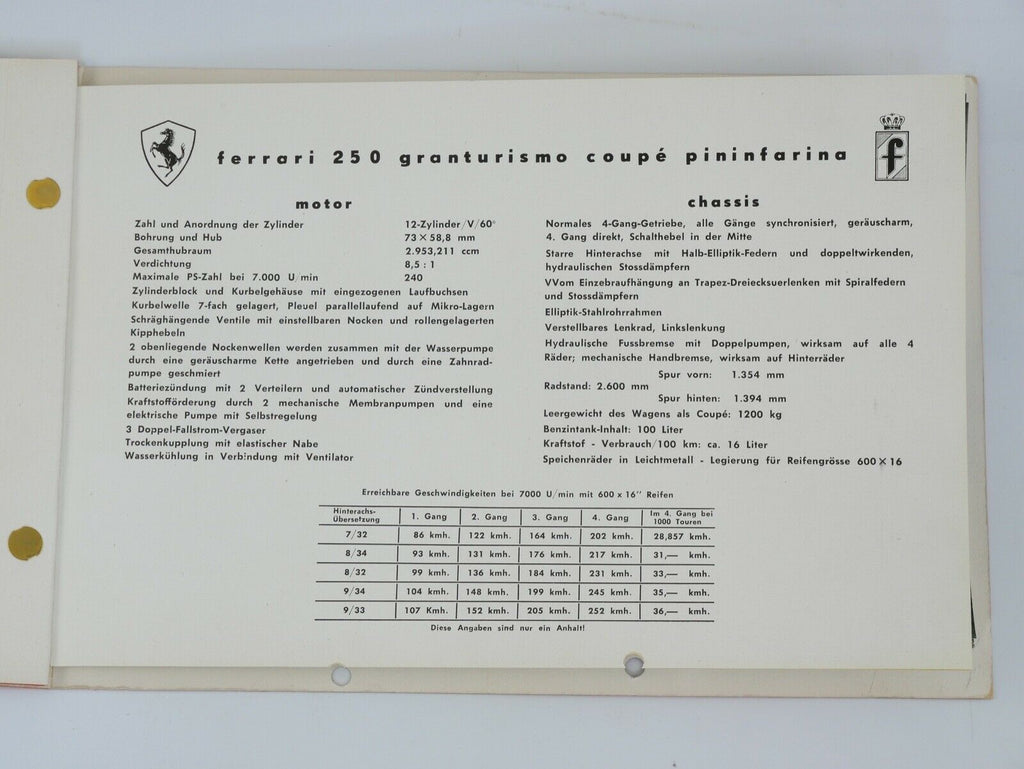 ferrari 250 granturismo coupé pininfarina
f
motor
Zahl und Anordnung der Zylinder 12-Zylinder/V/60°
Bohrung und Hub 73 × 58,8 mm
Gesamthubraum 2.953,211 ccm
Verdichtung 8,5 : 1
Maximale PS-Zahl bei 7.000 U/min 240
Zylinderblock und Kurbelgehäuse mit eingezogenen Laufbuchsen
Kurbelwelle 7-fach gelagert, Pleuel parallellaufend auf Mikro-Lagern
Schräghängende Ventile mit einstellbaren Nocken und rollengelagerten
Kipphebeln
2 obenliegende Nockenwellen werden zusammen mit der Wasserpumpe
durch eine geräuscharme Kette angetrieben und durch eine Zahnrad-
pumpe geschmiert
Batteriezündung mit 2 Verteilern und automatischer Zündverstellung
Kraftstofförderung durch 2 mechanische Membranpumpen und eine
elektrische Pumpe mit Selbstregelung
3 Doppel-Fallstrom-Vergaser
Trockenkupplung mit elastischer Nabe
Wasserkühlung in Verbindung mit Ventilator
chassis
Normales 4-Gang-Getriebe, alle Gänge synchronisiert, geräuscharm,
4. Gang direkt, Schalthebel in der Mitte
Starre Hinterachse mit Halb-Elliptik-Federn und doppeltwirkenden,
hydraulischen Stossdämpfern
VVom Einzebraufhängung an Trapez-Dreiecksuerlenken mit Spiralfedern
und Stossdämpfern
Elliptik-Stahlrohrrahmen
Verstellbares Lenkrad, Linkslenkung
Hydraulische Fussbremse mit Doppelpumpen, wirksam auf alle 4
Räder; mechanische Handbremse, wirksam auf Hinterräder
Spur vorn: 1.354 mm
Radstand: 2.600 mm
Spur hinten: 1.394 mm
Leergewicht des Wagens als Coupé: 1200 kg
Benzintank-Inhalt: 100 Liter
Kraftstof - Verbrauch/100 km: ca. 16 Liter
Speichenräder in Leichtmetall - Legierung für Reifengrösse 600 × 16
Erreichbare Geschwindigkeiten bei 7000 U/min mit 600 x 16" Reifen
Hinterachs-Übersetzung 1. Gang 2. Gang 3. Gang 4. Gang Im 4. Gang bei 1000 Touren
7/32 86 kmh. 122 kmh. 164 kmh. 202 kmh. 28,857 kmh.
8/34 93 kmh. 131 kmh. 176 kmh. 217 kmh. 31,— kmh.
8/32 99 kmh. 136 kmh. 184 kmh. 231 kmh. 33,— kmh.
9/34 104 kmh. 148 kmh. 199 kmh. 245 kmh. 35,— kmh.
9/33 107 Kmh. 152 kmh. 205 kmh. 252 kmh. 36,— kmh.
Diese Angaben sind nur ein Anhalt!